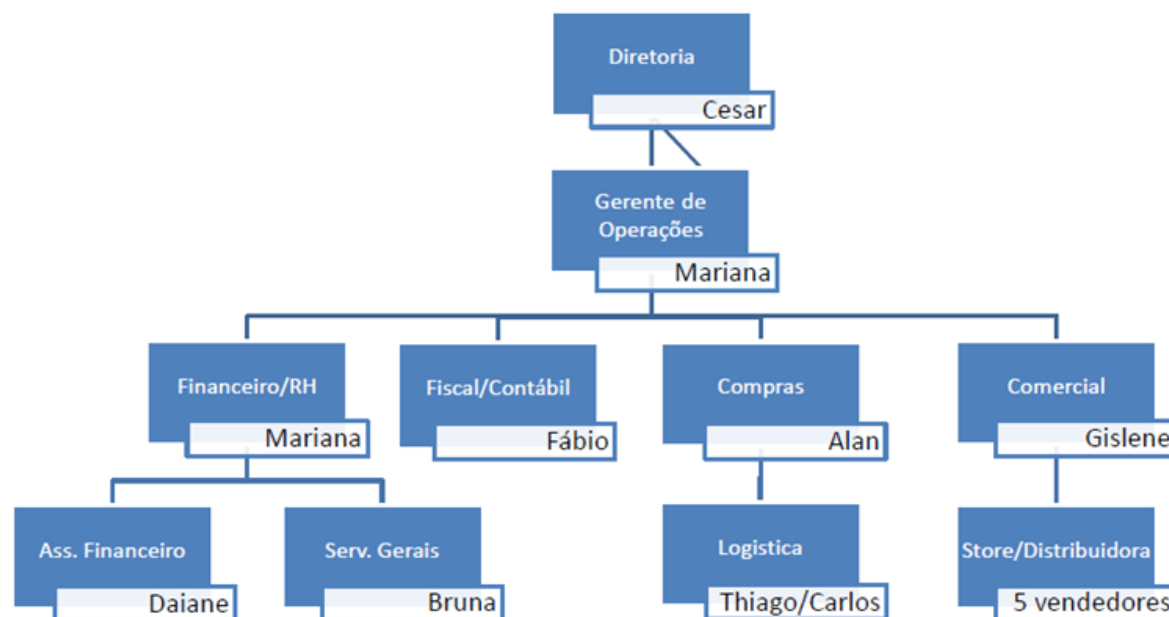 Diretoria
Cesar
Gerente de
Operações
Mariana
Financeiro/RH
Mariana
Fiscal/Contábil
Fábio
Compras
Alan
Comercial
Gislene
Ass. Financeiro
Daiane
Serv. Gerais
Bruna
Logistica
Thiago/Carlos
Store/Distribuidora
5 vendedores